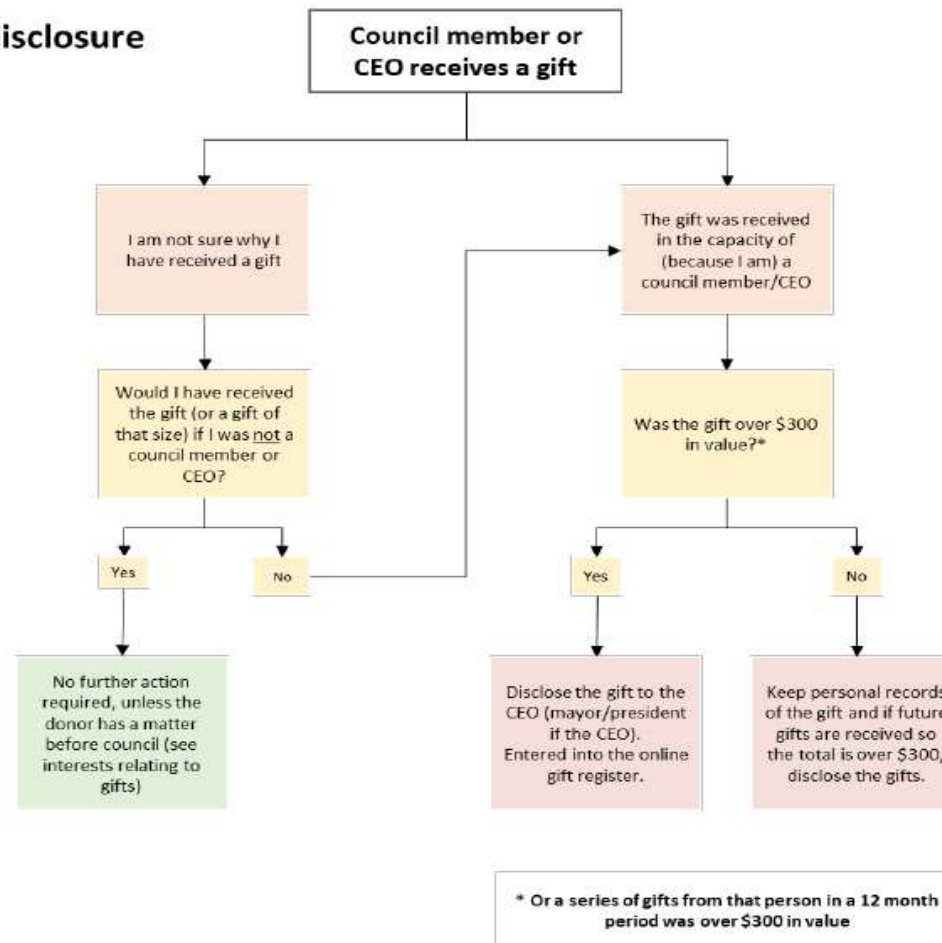 isclosure
Council member or
CEO receives a gift
I am not sure why I
have received a gift
The gift was received
in the capacity of
(because I am) a
council member/CEO
Would I have received
the gift (or a gift of
that size) if I was not a
council member or
CEO?
Was the gift over $300
in value?*
Yes
No
Yes
No
No further action
required, unless the
donor has a matter
before council (see
interests relating to
gifts)
Disclose the gift to the
CEO (mayor/president
if the CEO).
Entered into the online
gift register.
Keep personal records
of the gift and if future
gifts are received so
the total is over $300,
disclose the gifts.
* Or a series of gifts from that person in a 12 month
period was over $300 in value